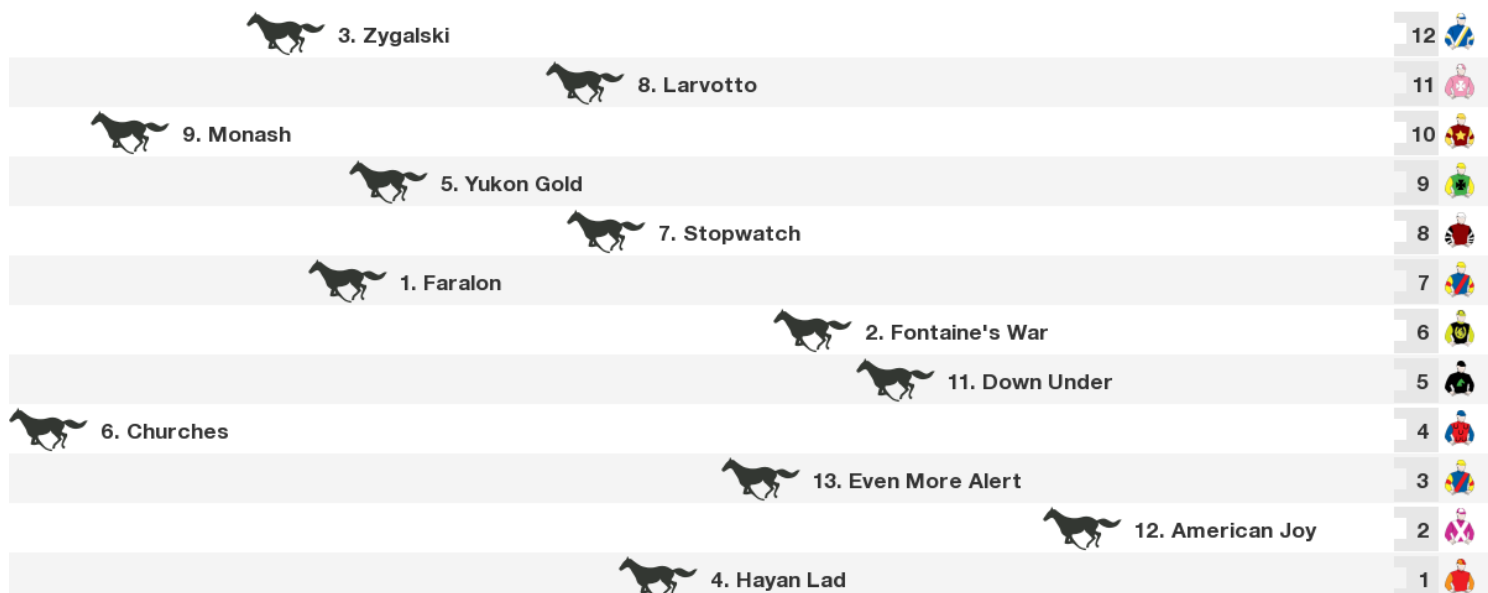 3. Zygalski 12
8. Larvotto 11
9. Monash 10
5. Yukon Gold 9
7. Stopwatch 8
1. Faralon 7
2. Fontaine's War 6
11. Down Under 5
6. Churches 4
13. Even More Alert 3
12. American Joy 2
4. Hayan Lad 1